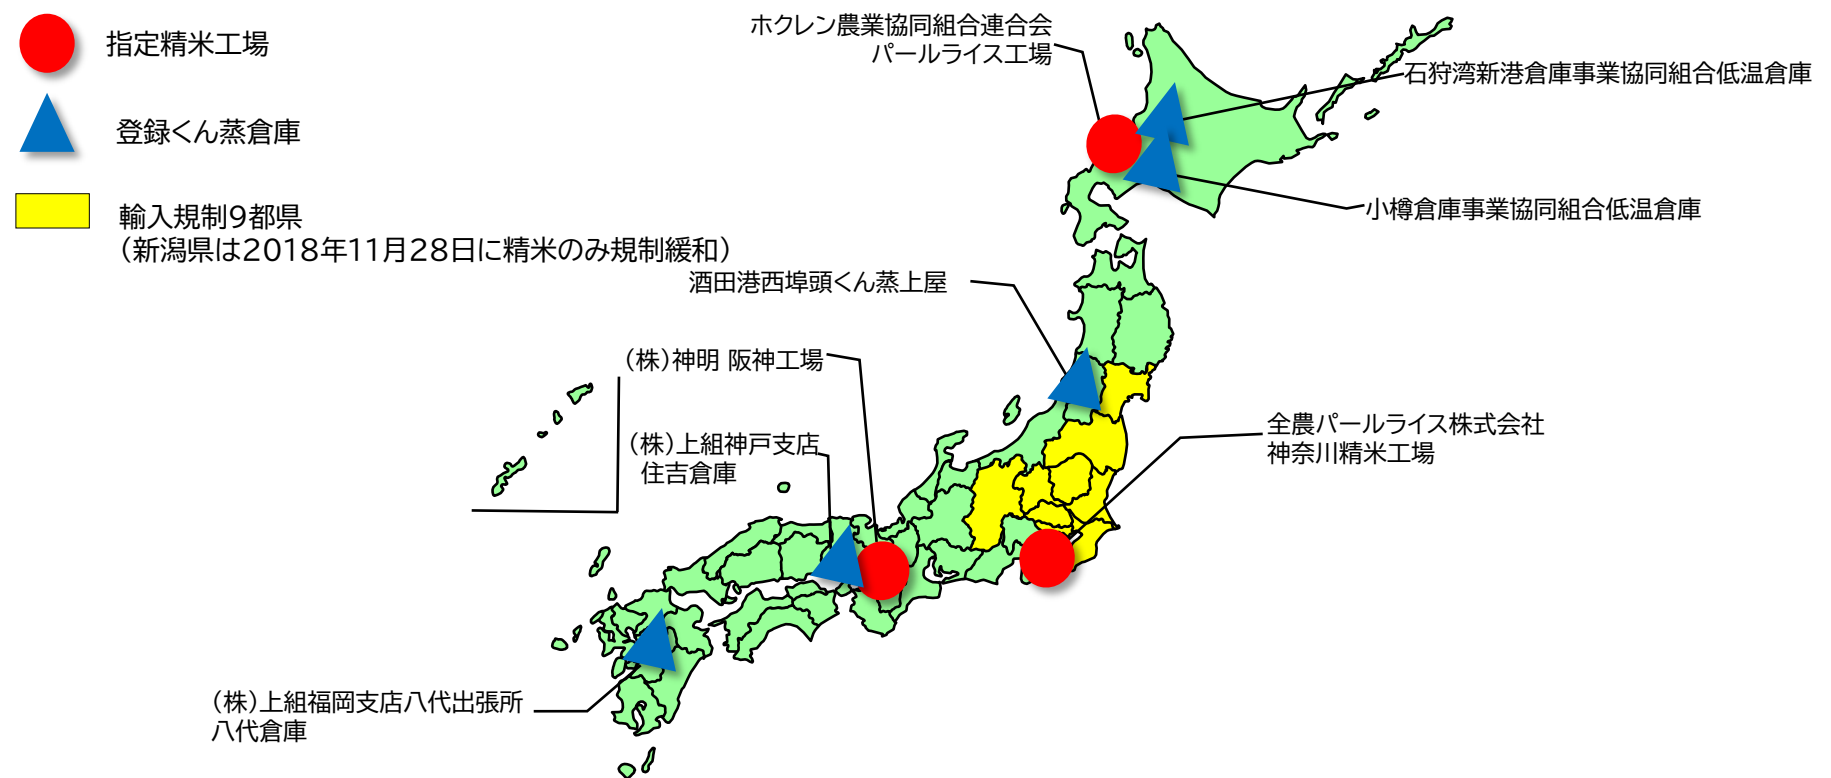 指定精米工場
登録くん蒸倉庫
輸入規制9都県
（新潟県は2018年11月28日に精米のみ規制緩和）
ホクレン農業協同組合連合会
パールライス工場
石狩湾新港倉庫事業協同組合低温倉庫
小樽倉庫事業協同組合低温倉庫
酒田港西埠頭くん蒸上屋
（株）神明 阪神工場
（株）上組神戸支店
住吉倉庫
全農パールライス株式会社
神奈川精米工場
（株）上組福岡支店八代出張所
八代倉庫